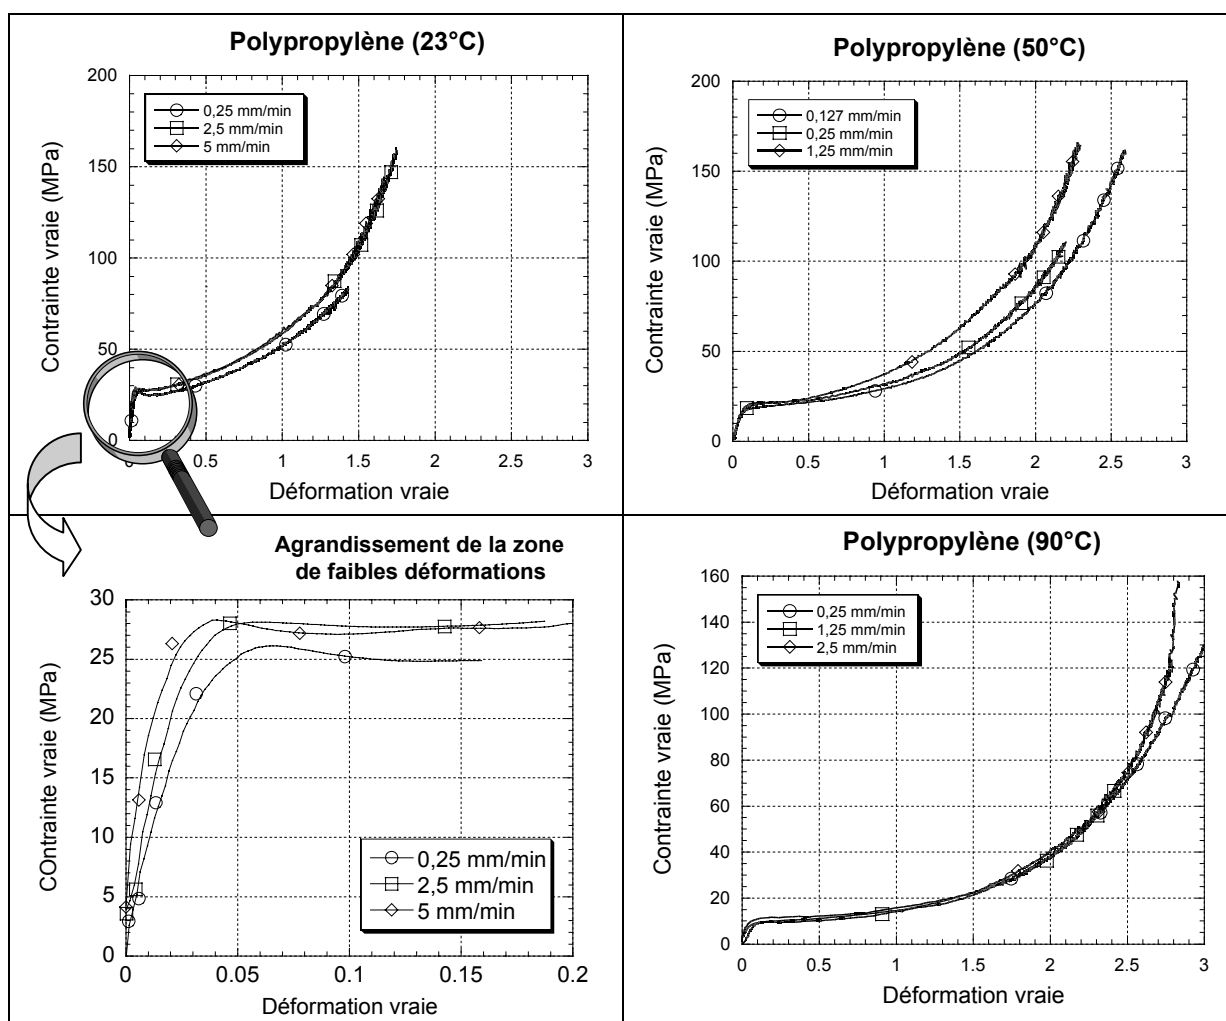 Polypropylène (23°C)
Contrainte vraie (MPa)
200
150
100
50
0
0,25 mm/min
2,5 mm/min
5 mm/min
0.5
1
1.5
2
2.5
3
Déformation vraie
Polypropylène (50°C)
Contrainte vraie (MPa)
200
150
100
50
0
0,127 mm/min
0,25 mm/min
1,25 mm/min
0
0.5
1
1.5
2
2.5
3
Déformation vraie
Agrandissement de la zone
de faibles déformations
COntrainte vraie (MPa)
30
25
20
15
10
5
0
0,25 mm/min
2,5 mm/min
5 mm/min
0
0.05
0.1
0.15
0.2
Déformation vraie
Polypropylène (90°C)
Contrainte vraie (MPa)
160
140
120
100
80
60
40
20
0
0,25 mm/min
1,25 mm/min
2,5 mm/min
0
0.5
1
1.5
2
2.5
3
Déformation vraie